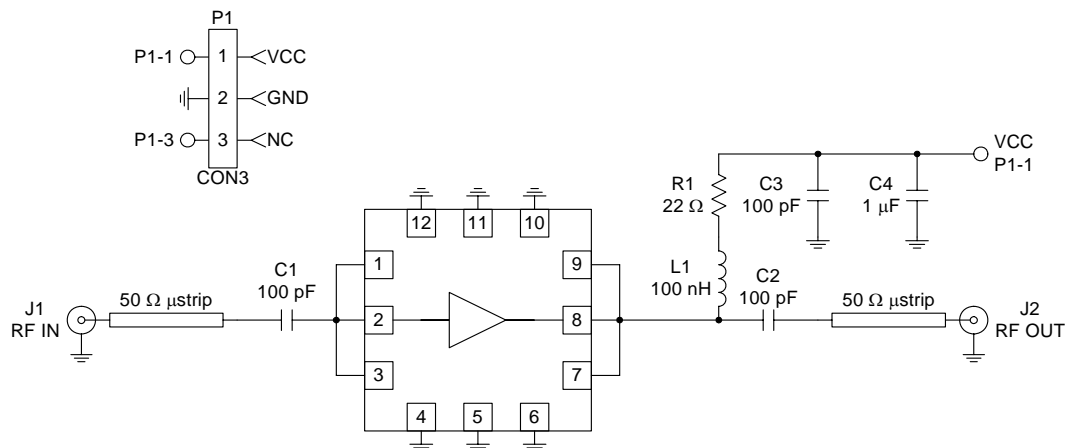 P1
P1-1
1
VCC
2
GND
P1-3
3
NC
CON3
VCC
P1-1
R1
22 Ω
C3
100 pF
C4
1 μF
12
11
10
1
9
L1
100 nH
C1
100 pF
C2
100 pF
J1
RF IN
50 Ω μstrip
2
8
50 Ω μstrip
J2
RF OUT
3
7
4
5
6